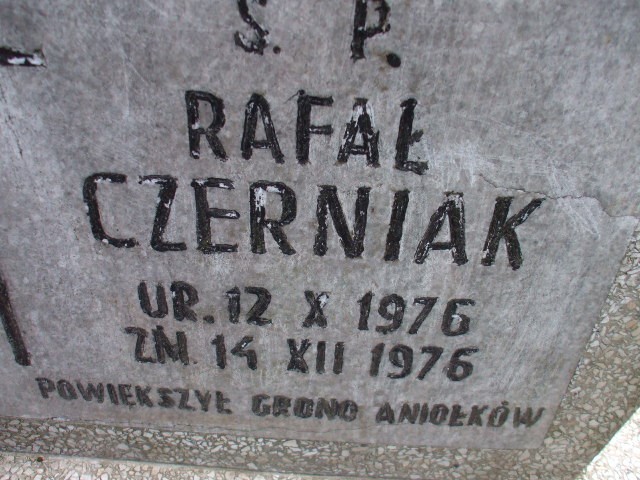 Ś. P.
RAFAŁ
CZERNIAK
UR. 12 X 1976
ZM. 14 XII 1976
POWIĘKSZYŁ GRONO ANIOŁKÓW